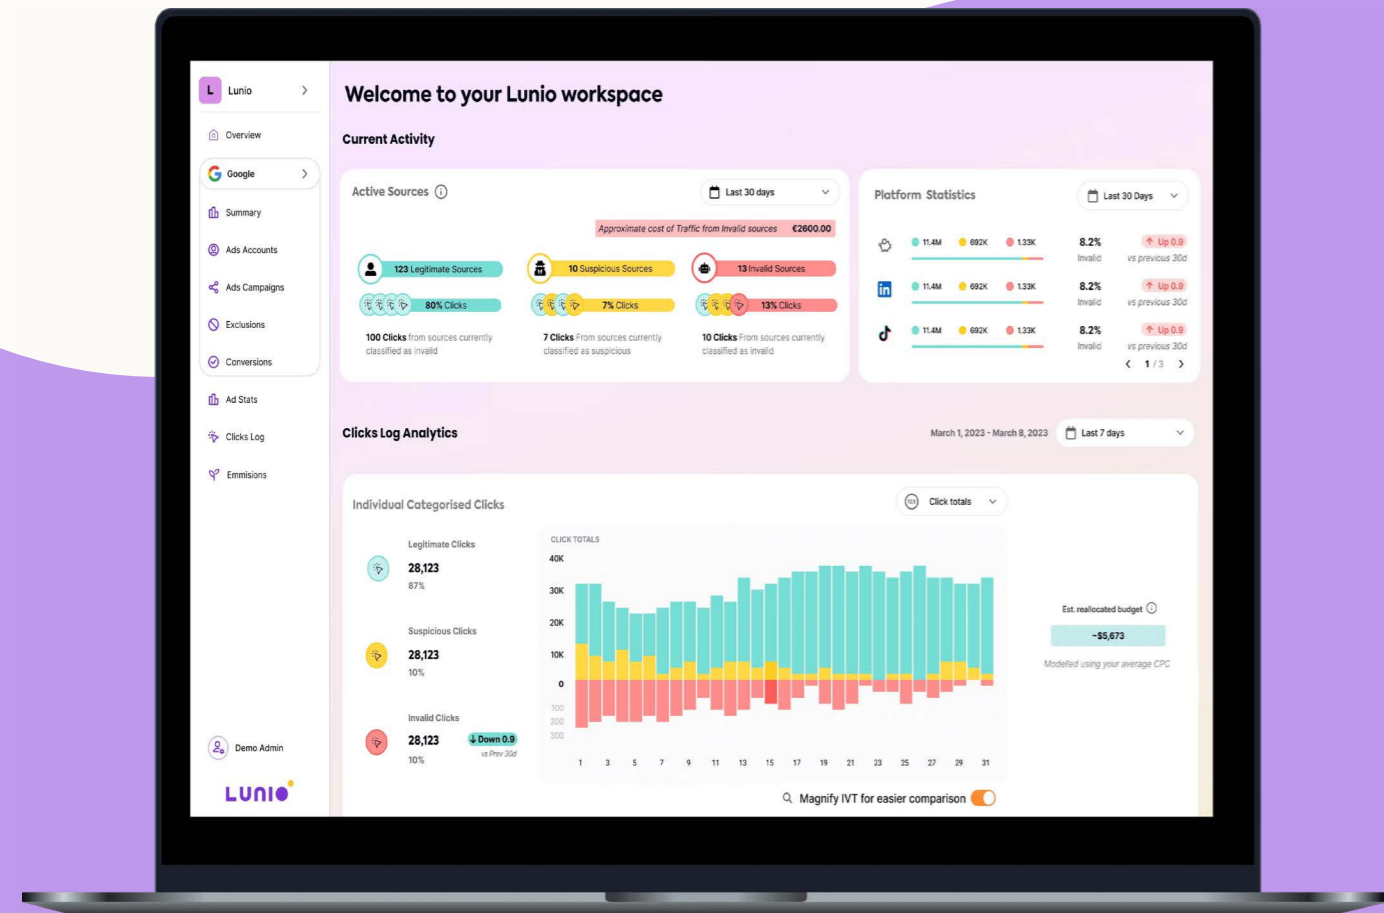 L Lunio
Overview
Google
Summary
Ads Accounts
Ads Campaigns
Exclusions
Conversions
Ad Stats
Clicks Log
Emmisions
Demo Admin
LUNIO
Welcome to your Lunio workspace
Current Activity
Active Sources
Last 30 days
Approximate cost of Traffic from Invalid sources €2600.00
123 Legitimate Sources
80% Clicks
100 Clicks from sources currently
classified as invalid
10 Suspicious Sources
7% Clicks
7 Clicks From sources currently
classified as suspicious
13 Invalid Sources
13% Clicks
10 Clicks From sources currently
classified as invalid
Platform Statistics
Last 30 Days
11.4M 692K 1.33K 8.2% Up 0.9
Invalid vs previous 30d
in 11.4M 692K 1.33K 8.2% Up 0.9
Invalid vs previous 30d
11.4M 692K 1.33K 8.2% Up 0.9
Invalid vs previous 30d
1 / 3
Clicks Log Analytics
March 1, 2023 - March 8, 2023
Last 7 days
Individual Categorised Clicks
123 Click totals
Legitimate Clicks
28,123
87%
Suspicious Clicks
28,123
10%
Invalid Clicks
28,123 Down 0.9
10% vs Prev 30d
CLICK TOTALS
40K
30K
20K
10K
0
100
200
300
1 3 5 7 9 11 13 15 17 19 21 23 25 27 29 31
Magnify IVT for easier comparison
Est. reallocated budget
~$5,673
Modelled using your average CPC